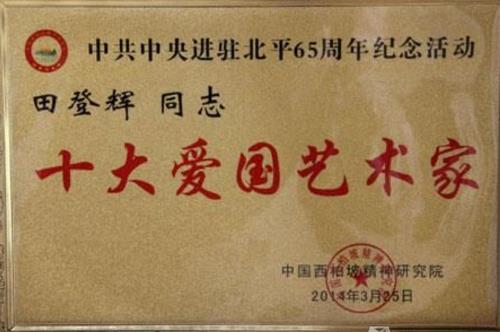 中共中央进驻北平65周年纪念活动
田登辉 同志
十大爱国艺术家
中国西柏坡精神研究院
2014年3月25日